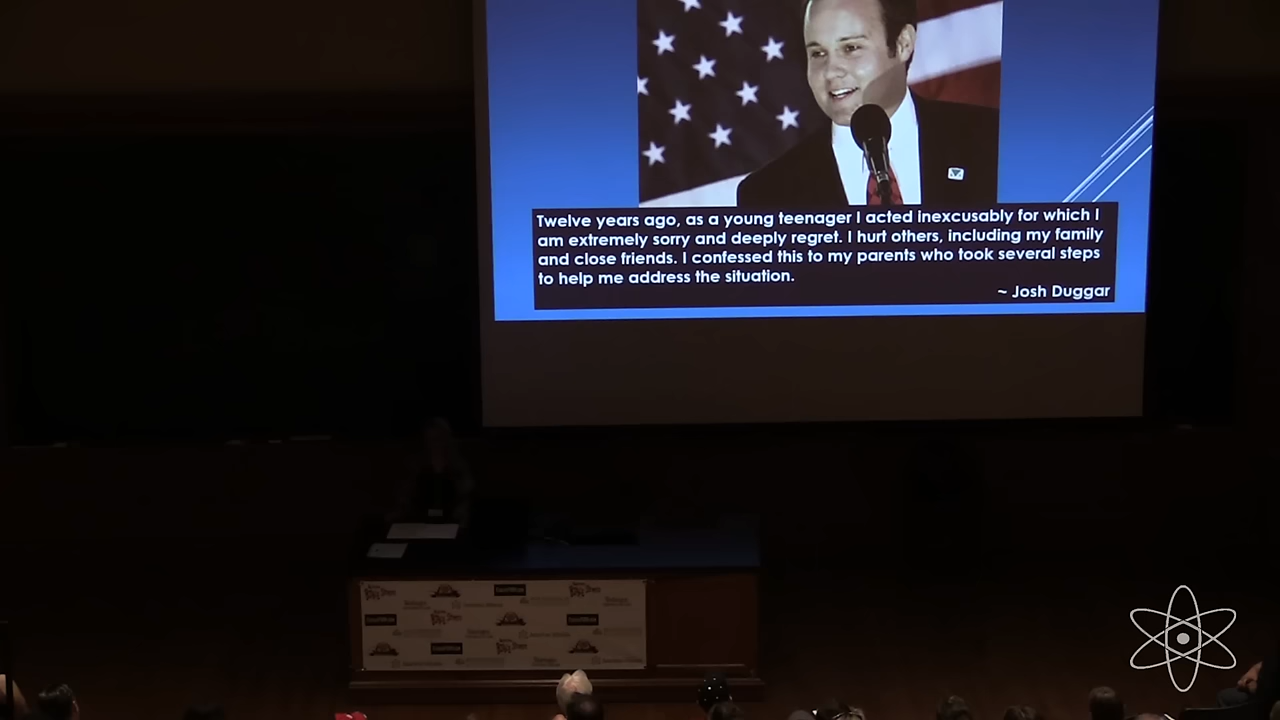 Twelve years ago, as a young teenager I acted inexcusably for which I
am extremely sorry and deeply regret. I hurt others, including my family
and close friends. I confessed this to my parents who took several steps
to help me address the situation.
~ Josh Duggar